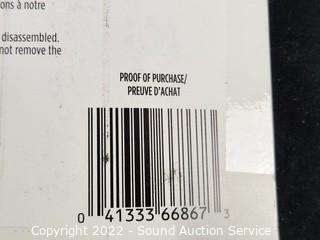 ons à notre
disassembled.
not remove the
PROOF OF PURCHASE/
PREUVE D'ACHAT
0 41333 66867 3
Copyright 2022 - Sound Auction Service